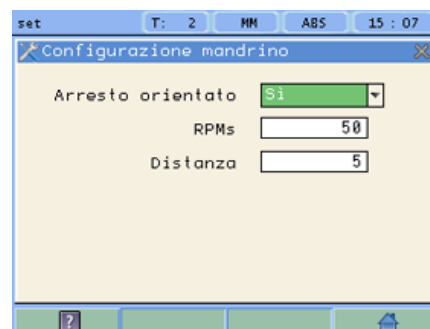 set T: 2 MM ABS 15 : 07
Configurazione mandrino
Arresto orientato Sì
RPMs 50
Distanza 5
?